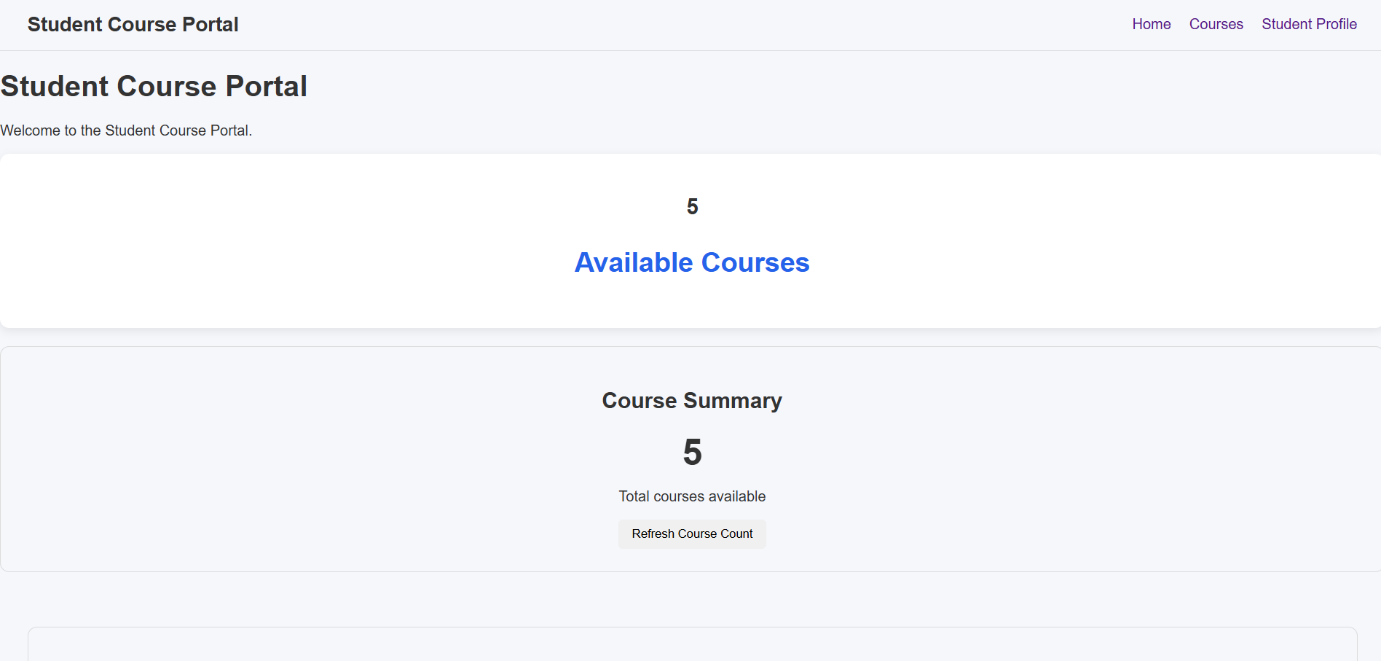 Student Course Portal
Home Courses Student Profile
Student Course Portal
Welcome to the Student Course Portal.
5
Available Courses
Course Summary
5
Total courses available
Refresh Course Count